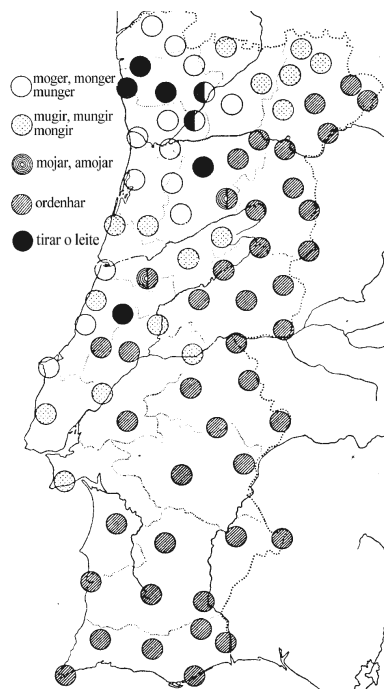 moger, monger
munger
mugir, mungir
mongir
mojar, amojar
ordenhar
tirar o leite